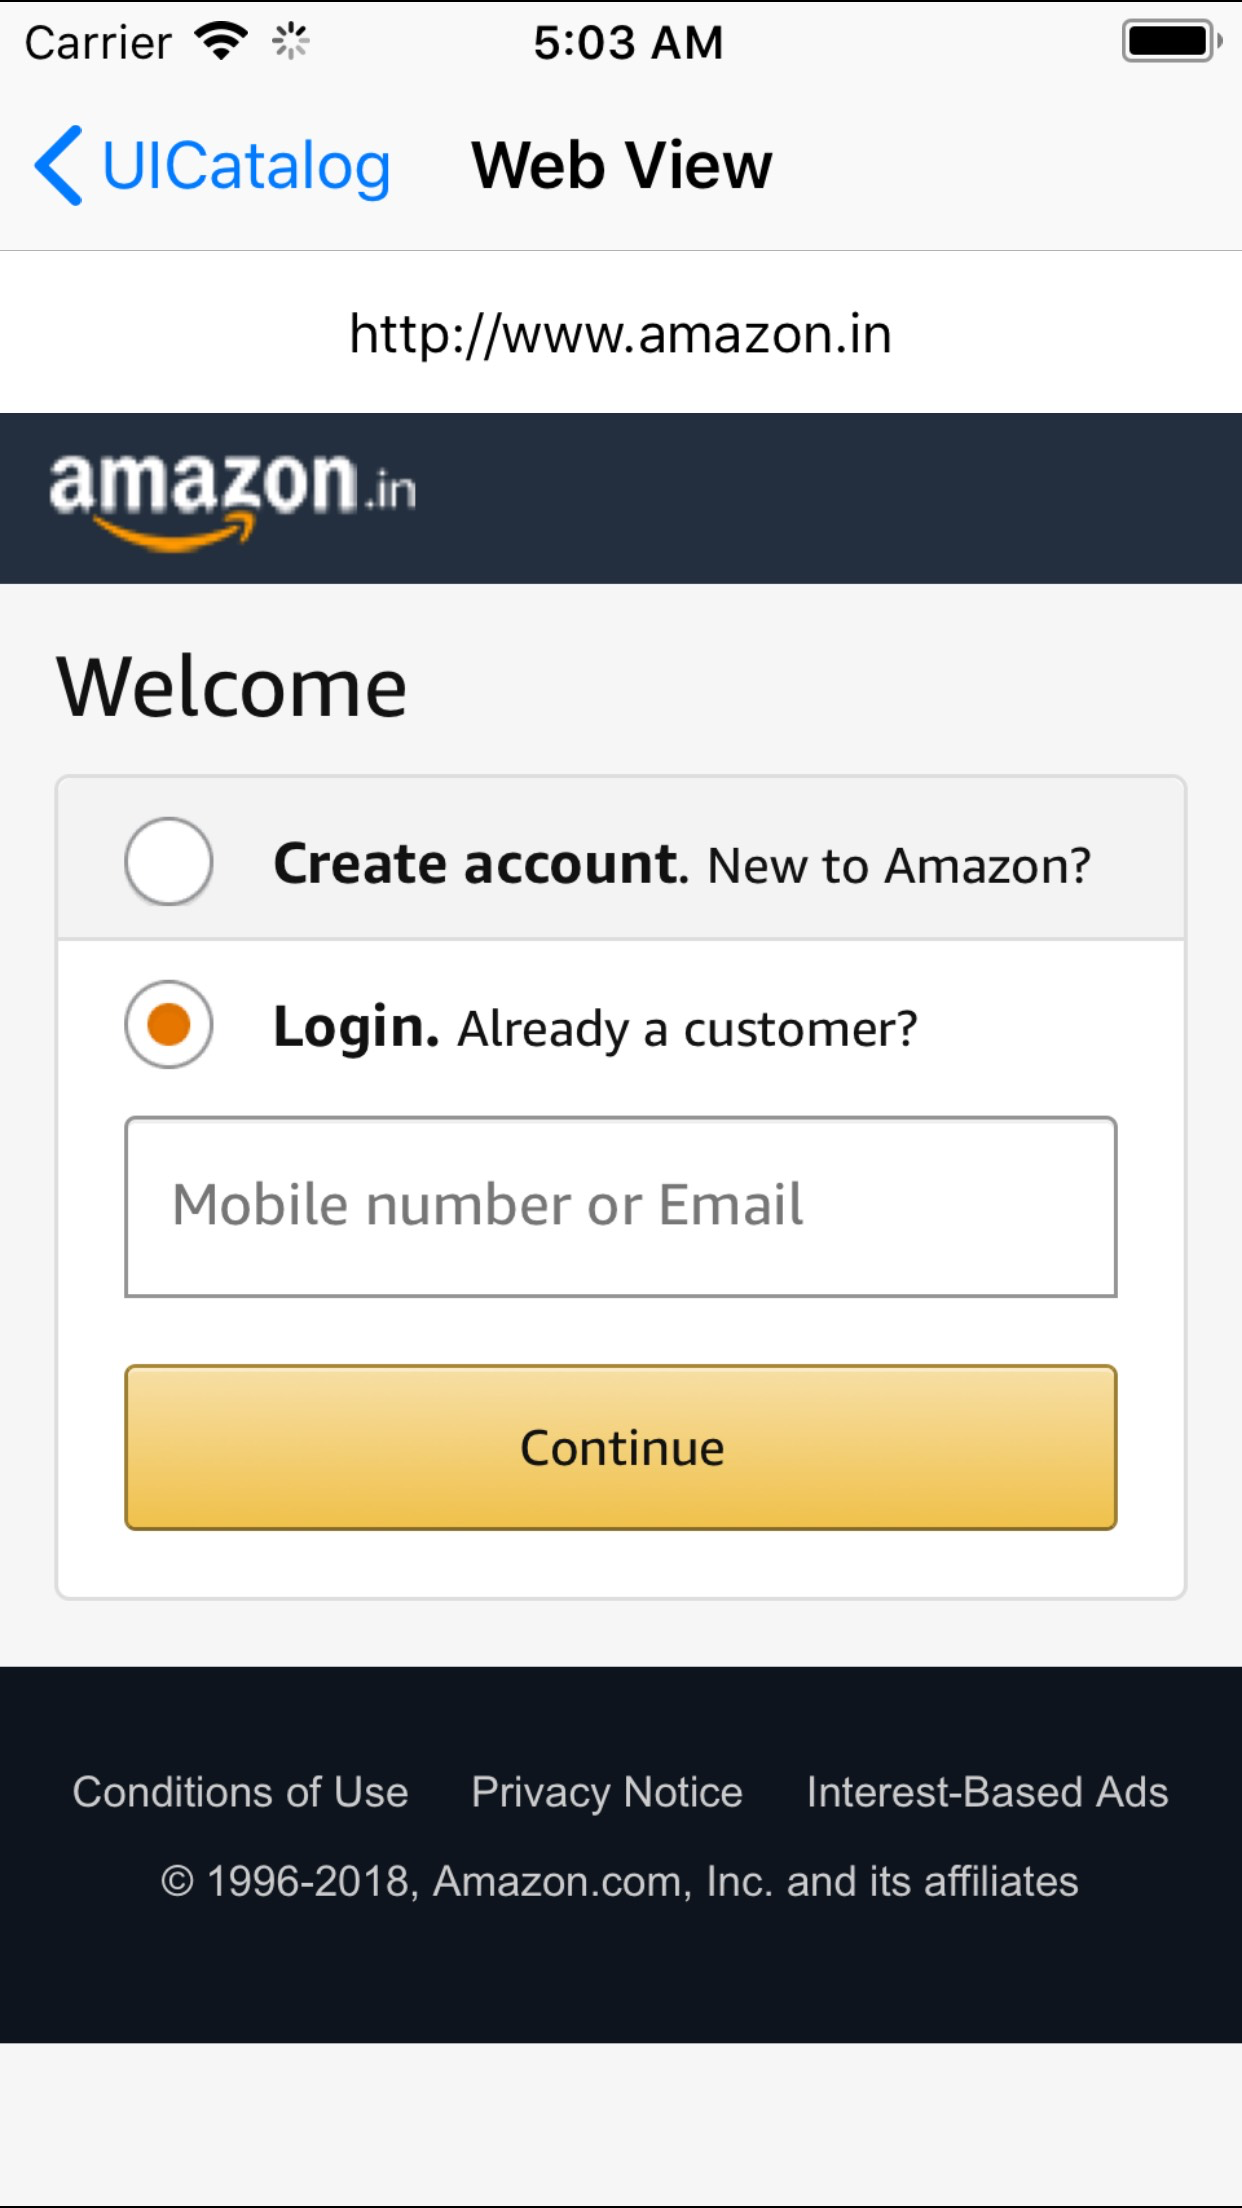 Carrier 5:03 AM
UICatalog Web View
http://www.amazon.in
amazon.in
Welcome
Create account. New to Amazon?
Login. Already a customer?
Mobile number or Email
Continue
Conditions of Use Privacy Notice Interest-Based Ads
© 1996-2018, Amazon.com, Inc. and its affiliates